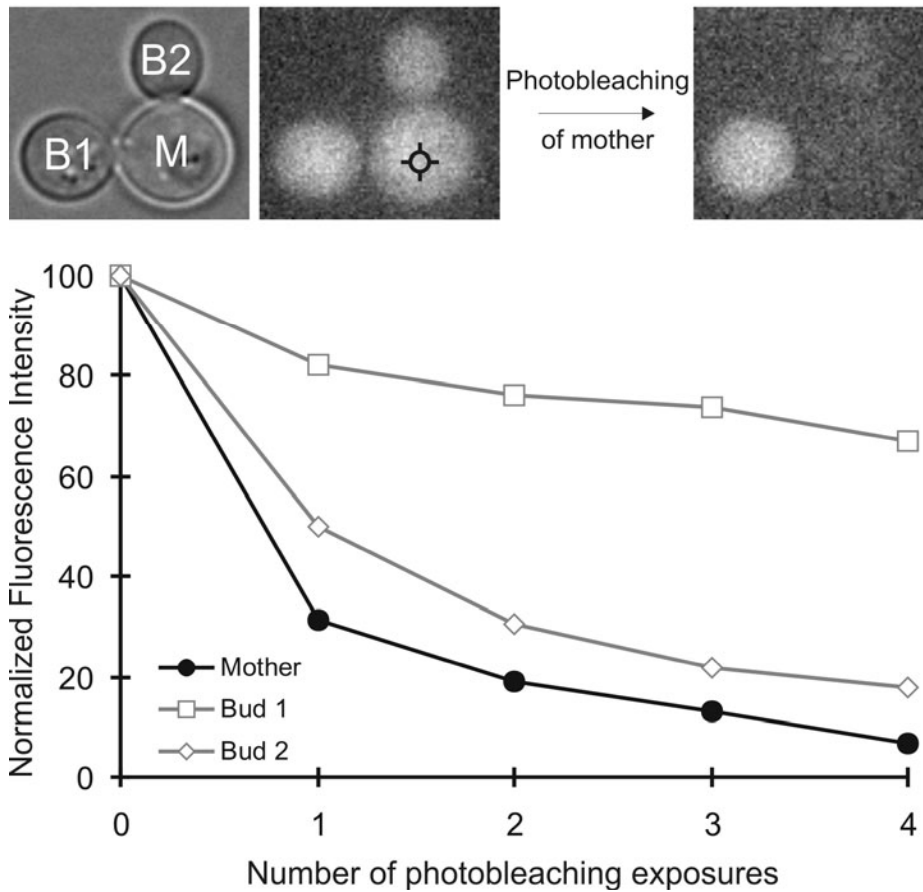 B2
B1
M
Photobleaching
of mother
Normalized Fluorescence Intensity
100
80
60
40
20
0
Mother
Bud 1
Bud 2
0 1 2 3 4
Number of photobleaching exposures